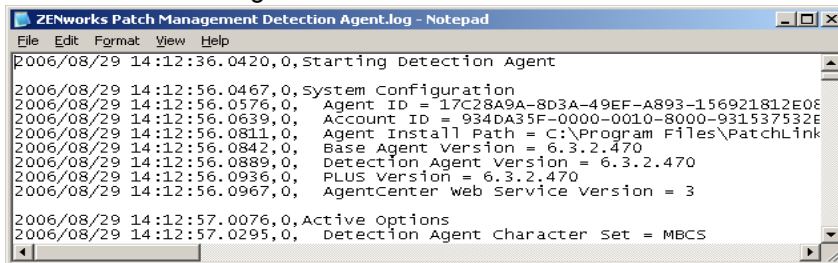 ZENworks Patch Management Detection Agent.log - Notepad
File Edit Format View Help
2006/08/29 14:12:36.0420,0,Starting Detection Agent
2006/08/29 14:12:56.0467,0,System Configuration
2006/08/29 14:12:56.0576,0, Agent ID = 17C28A9A-8D3A-49EF-A893-156921812E08
2006/08/29 14:12:56.0639,0, Account ID = 934DA35F-0000-0010-8000-931537532E
2006/08/29 14:12:56.0811,0, Agent Install Path = C:\Program Files\PatchLink
2006/08/29 14:12:56.0842,0, Base Agent Version = 6.3.2.470
2006/08/29 14:12:56.0889,0, Detection Agent Version = 6.3.2.470
2006/08/29 14:12:56.0936,0, PLUS Version = 6.3.2.470
2006/08/29 14:12:56.0967,0, AgentCenter Web Service Version = 3
2006/08/29 14:12:57.0076,0,Active Options
2006/08/29 14:12:57.0295,0, Detection Agent Character Set = MBCS